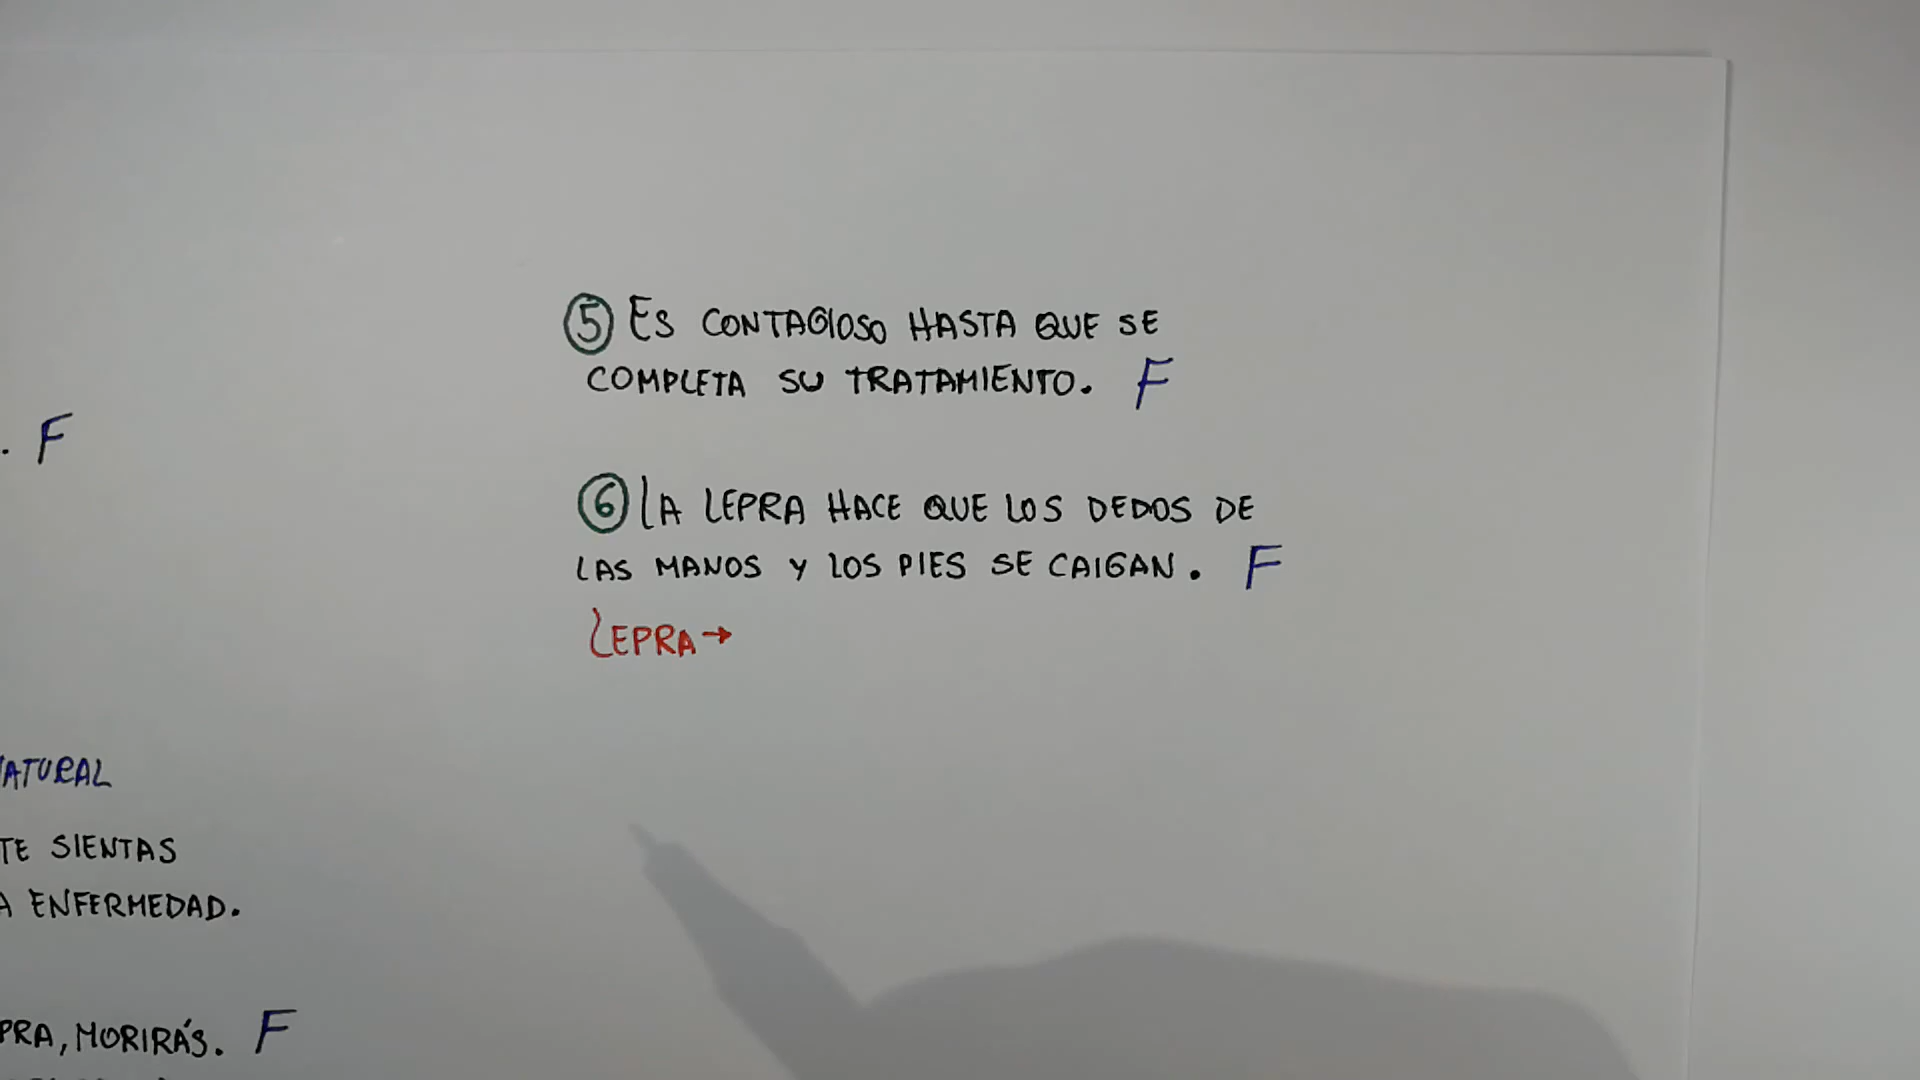 . F
NATURAL
TE SIENTAS
A ENFERMEDAD.
PRA, MORIRÁS. F
5 ES CONTAGIOSO HASTA QUE SE
COMPLETA SU TRATAMIENTO. F
6 LA LEPRA HACE QUE LOS DEDOS DE
LAS MANOS Y LOS PIES SE CAIGAN. F
LEPRA→